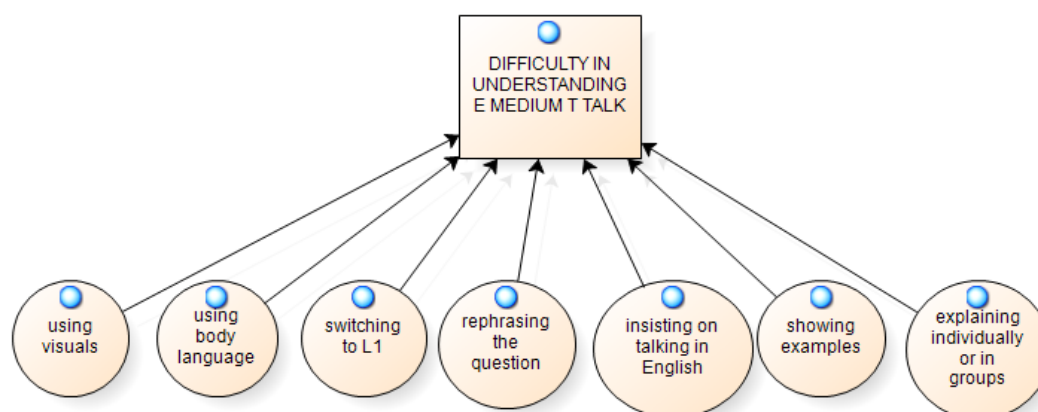 DIFFICULTY IN
UNDERSTANDING
E MEDIUM T TALK
using
visuals
using
body
language
switching
to L1
rephrasing
the
question
insisting on
talking in
English
showing
examples
explaining
individually
or in
groups